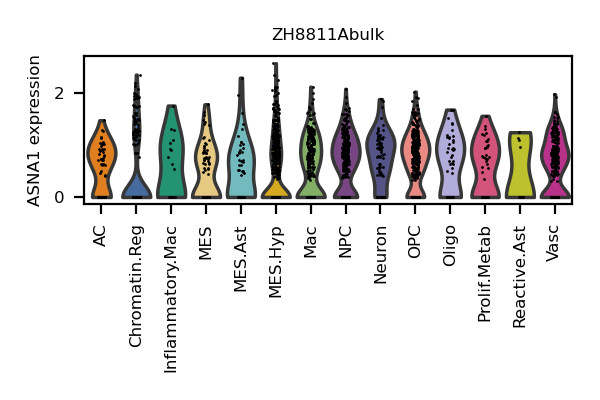 ZH8811Abulk
ASNA1 expression
2
0
AC
Chromatin.Reg
Inflammatory.Mac
MES
MES.Ast
MES.Hyp
Mac
NPC
Neuron
OPC
Oligo
Prolif.Metab
Reactive.Ast
Vasc